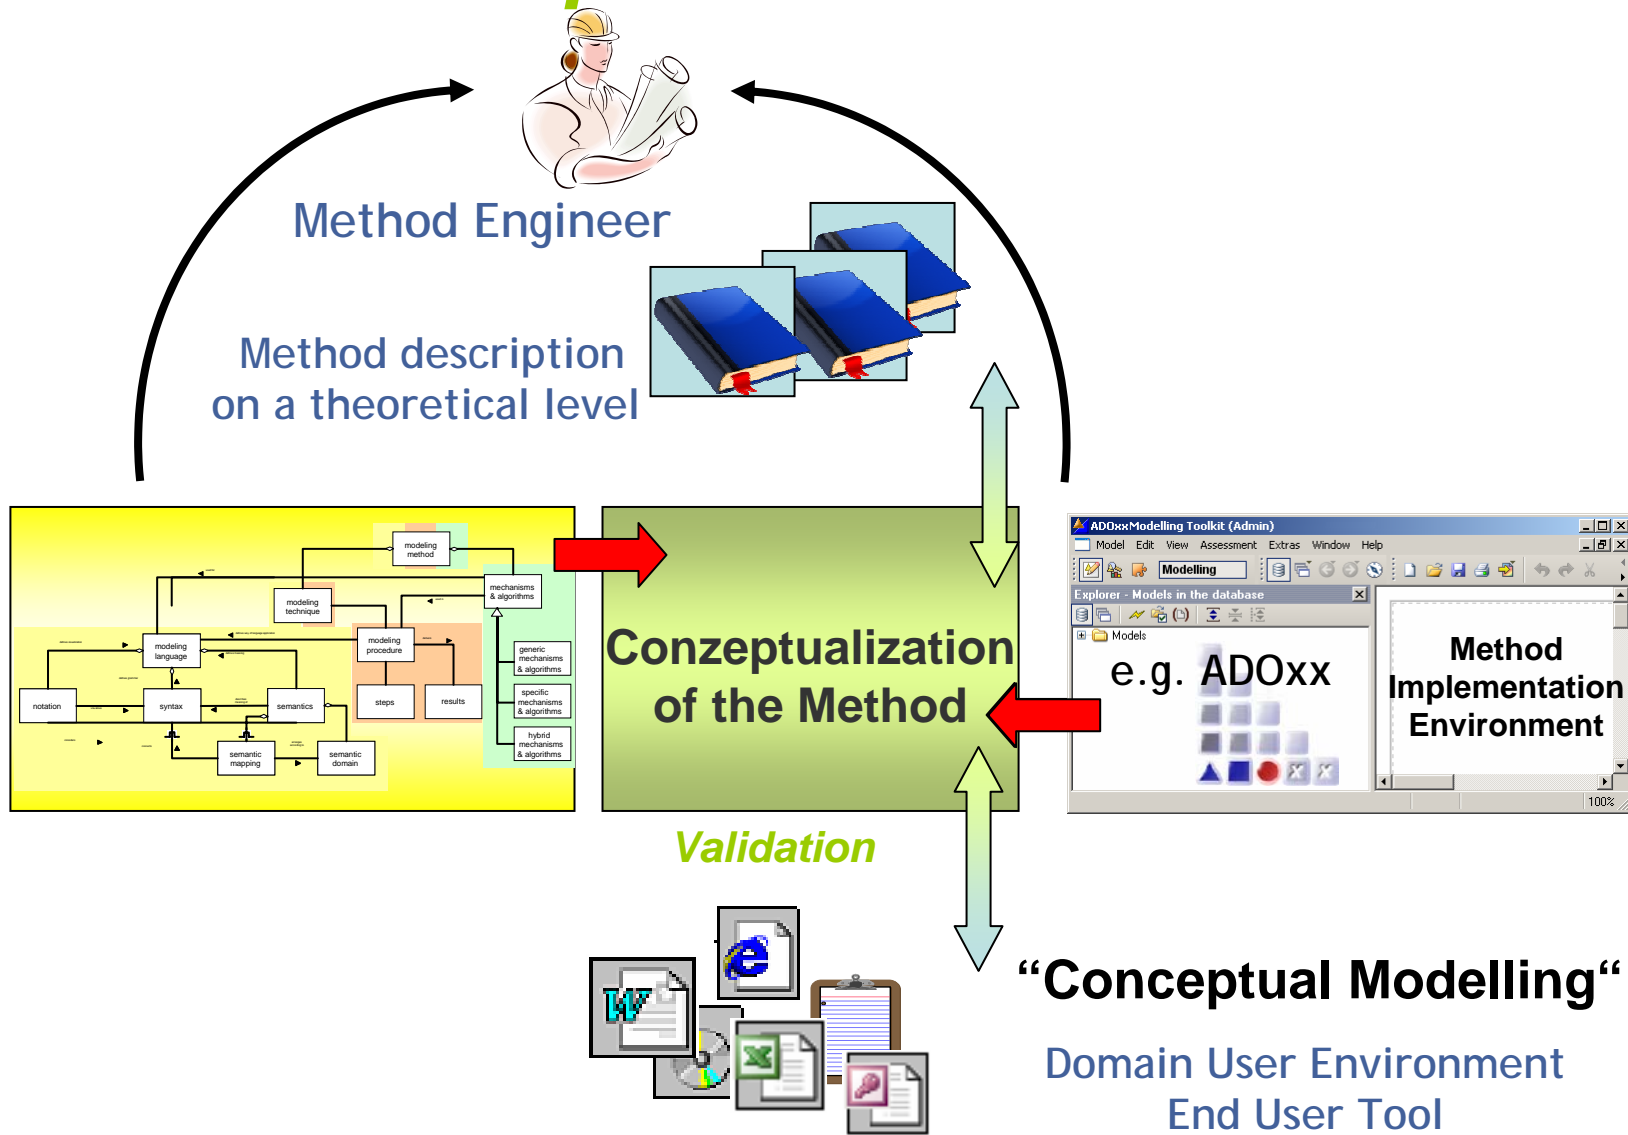 Method Engineer
Method description
on a theoretical level
modeling
method
mechanisms
& algorithms
modeling
technique
modeling
language
modeling
procedure
generic
mechanisms
& algorithms
notation
syntax
semantics
steps
results
specific
mechanisms
& algorithms
semantic
mapping
semantic
domain
hybrid
mechanisms
& algorithms
Conzeptualization
of the Method
ADOxx Modelling Toolkit (Admin)
Model Edit View Assessment Extras Window Help
Modelling
Explorer - Models in the database
Models
e.g. ADOxx
Method
Implementation
Environment
100%
Validation
“Conceptual Modelling“
Domain User Environment
End User Tool